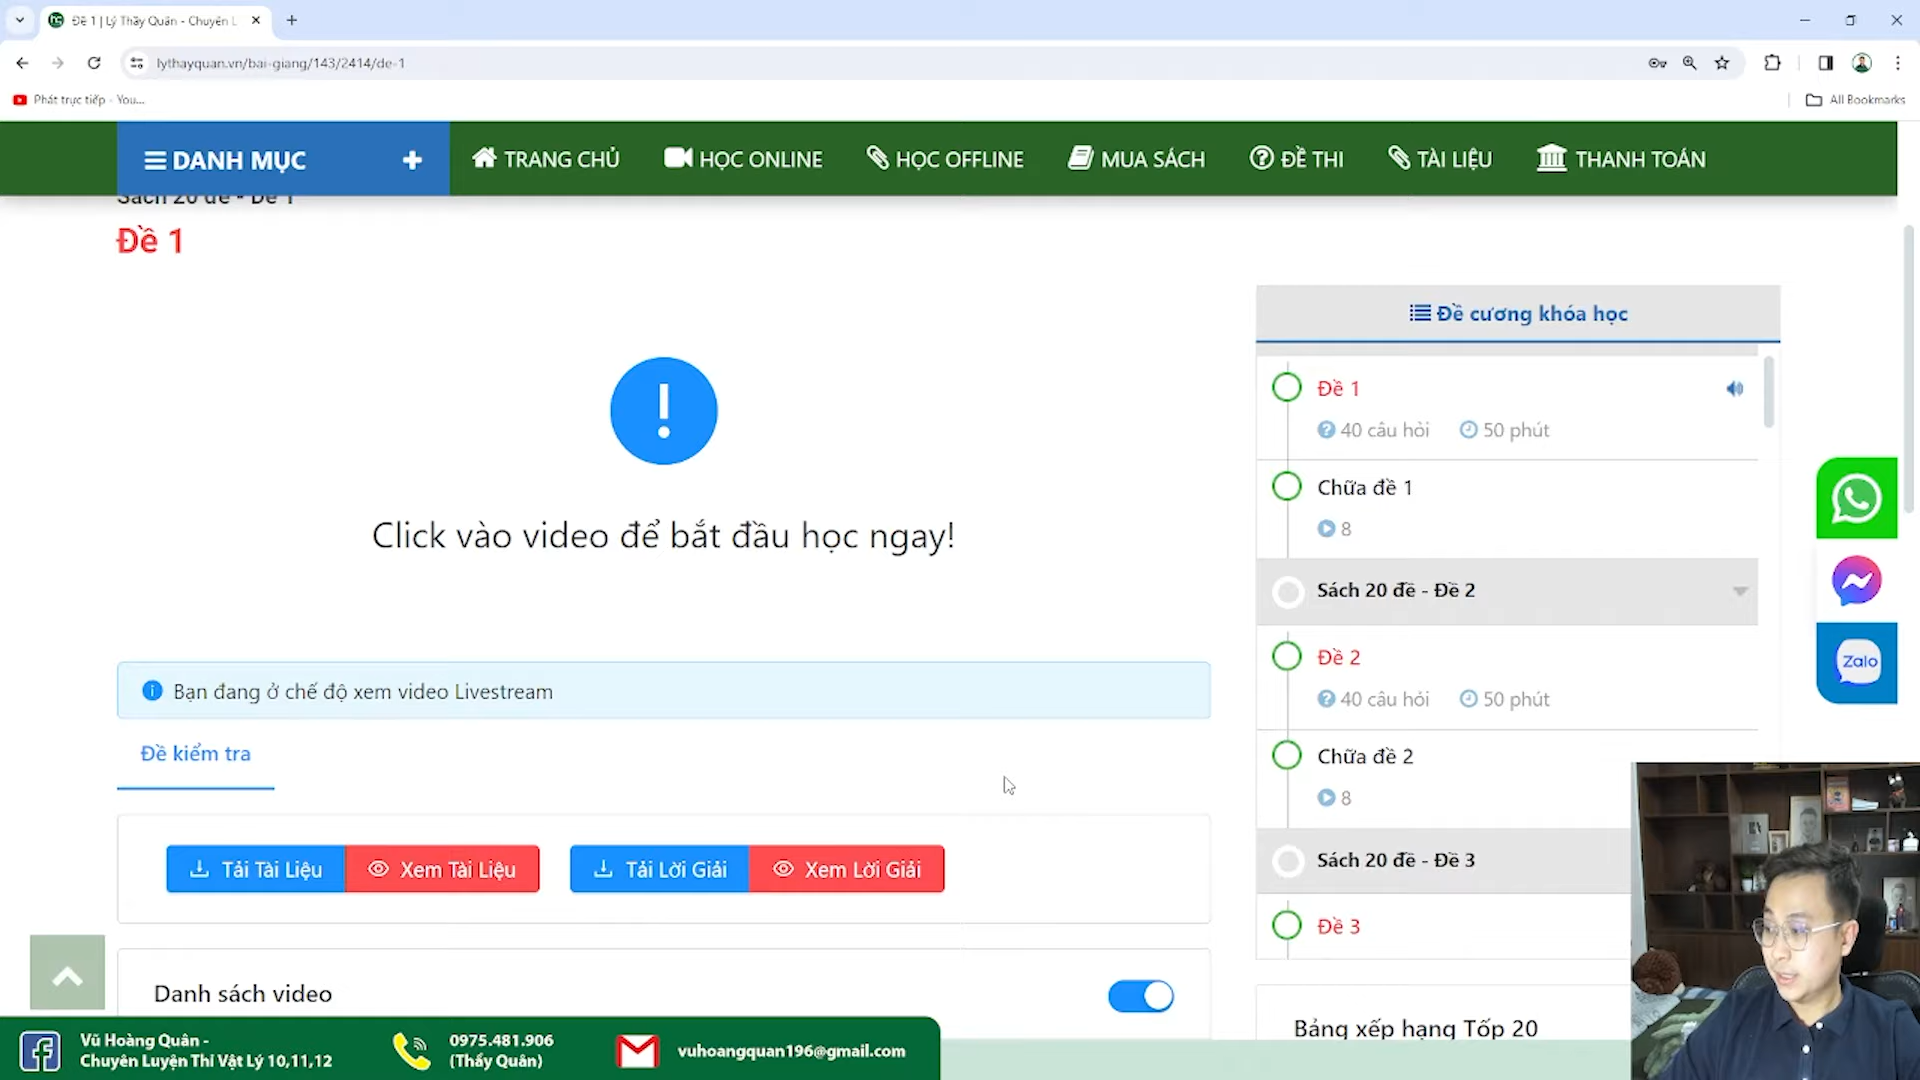 Đề 1 | Lý Thầy Quân - Chuyên L
lythayquan.vn/bai-giang/143/2414/de-1
Phát trực tiếp - You...
All Bookmarks
DANH MỤC
TRANG CHỦ
HỌC ONLINE
HỌC OFFLINE
MUA SÁCH
ĐỀ THI
TÀI LIỆU
THANH TOÁN
Sách 20 đề - Đề 1
Đề 1
Click vào video để bắt đầu học ngay!
Bạn đang ở chế độ xem video Livestream
Đề kiểm tra
Tải Tài Liệu
Xem Tài Liệu
Tải Lời Giải
Xem Lời Giải
Danh sách video
Đề cương khóa học
Đề 1
40 câu hỏi
50 phút
Chữa đề 1
8
Sách 20 đề - Đề 2
Đề 2
40 câu hỏi
50 phút
Chữa đề 2
8
Sách 20 đề - Đề 3
Đề 3
Bảng xếp hạng Tốp 20
Zalo
Vũ Hoàng Quân -
Chuyên Luyện Thi Vật Lý 10,11,12
0975.481.906
(Thầy Quân)
vuhoangquan196@gmail.com